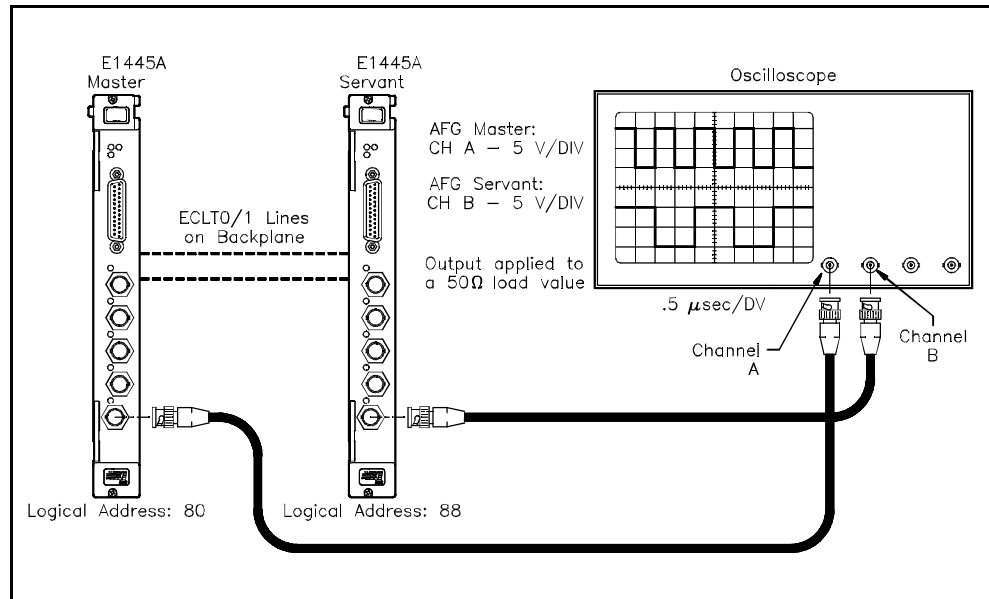 E1445A
Master
E1445A
Servant
Oscilloscope
AFG Master:
CH A – 5 V/DIV
AFG Servant:
CH B – 5 V/DIV
ECLT0/1 Lines
on Backplane
Output applied to
a 50Ω load value
.5 μsec/DV
Channel
A
Channel
B
Logical Address: 80
Logical Address: 88